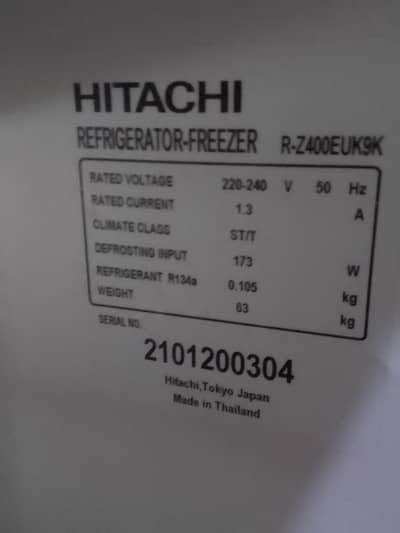 HITACHI
REFRIGERATOR-FREEZER R-Z400EUK9K
RATED VOLTAGE 220-240 V 50 Hz
RATED CURRENT 1.3 A
CLIMATE CLASS ST/T
DEFROSTING INPUT 173 W
REFRIGERANT R134a 0.105 kg
WEIGHT 63 kg
SERIAL NO.
2101200304
Hitachi,Tokyo Japan
Made in Thailand